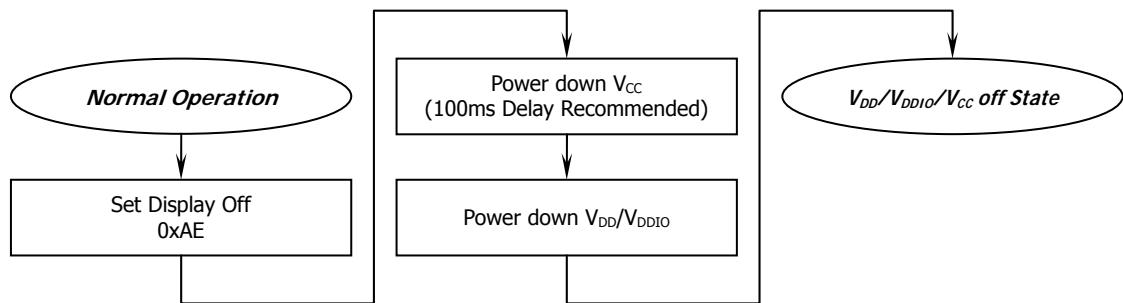 Normal Operation
Set Display Off
0xAE
Power down VCC
(100ms Delay Recommended)
Power down VDD/VDDIO
VDD/VDDIO/VCC off State